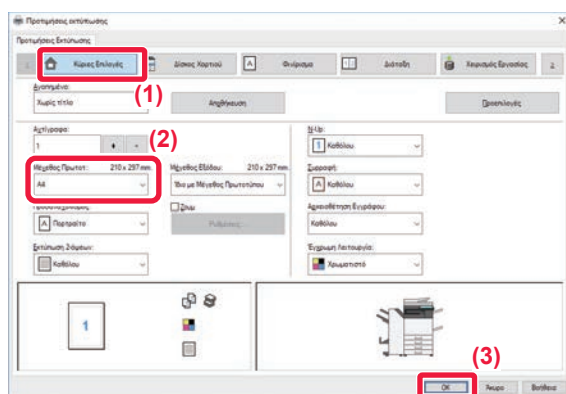 Προτιμήσεις εκτύπωσης
Προτιμήσεις Εκτύπωσης
Κύριες Επιλογές
Δίσκος Χαρτιού
Φινίρισμα
Διάταξη
Χειρισμός Εργασίας
Αγαπημένα:
Χωρίς τίτλο
(1)
Αποθήκευση
Προεπιλογές
Αντίγραφα:
1
+
-
(2)
N-Up:
1 Καθόλου
Μέγεθος Πρωτοτ.: 210 x 297 mm.
A4
Μέγεθος Εξόδου: 210 x 297 mm.
Ίδιο με Μέγεθος Πρωτοτύπου
Συρραφή:
Καθόλου
Προσανατολισμός:
A Πορτραίτο
Ζουμ
Ρυθμίσεις
Αρχειοθέτηση Εγγράφου:
Καθόλου
Εκτύπωση 2 όψεων:
Καθόλου
Έγχρωμη Λειτουργία:
Χρωματιστό
1
(3)
OK
Άκυρο
Βοήθεια